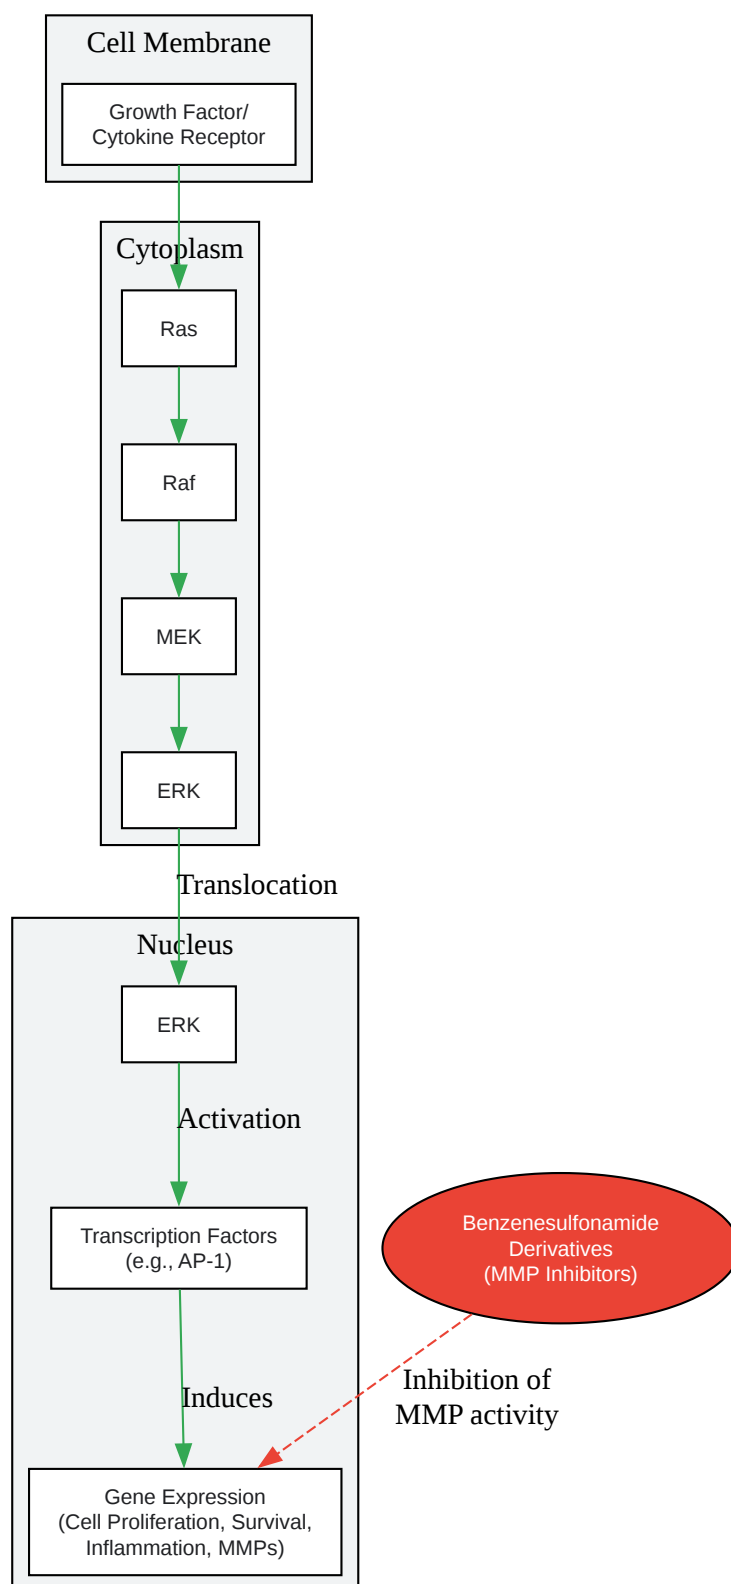 Cell Membrane
Growth Factor/
Cytokine Receptor
Cytoplasm
Ras
Raf
MEK
ERK
Translocation
Nucleus
ERK
Activation
Transcription Factors
(e.g., AP-1)
Benzenesulfonamide
Derivatives
(MMP Inhibitors)
Induces
Inhibition of
MMP activity
Gene Expression
(Cell Proliferation, Survival,
Inflammation, MMPs)